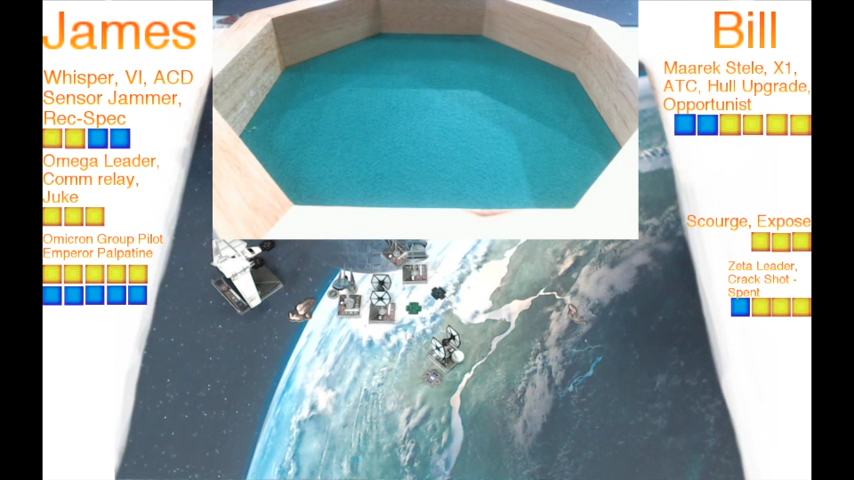 James
Whisper, VI, ACD
Sensor Jammer,
Rec-Spec
Omega Leader,
Comm relay,
Juke
Omicron Group Pilot
Emperor Palpatine
Bill
Maarek Stele, X1,
ATC, Hull Upgrade,
Opportunist
Scourge, Expose
Zeta Leader,
Crack Shot -
Spent